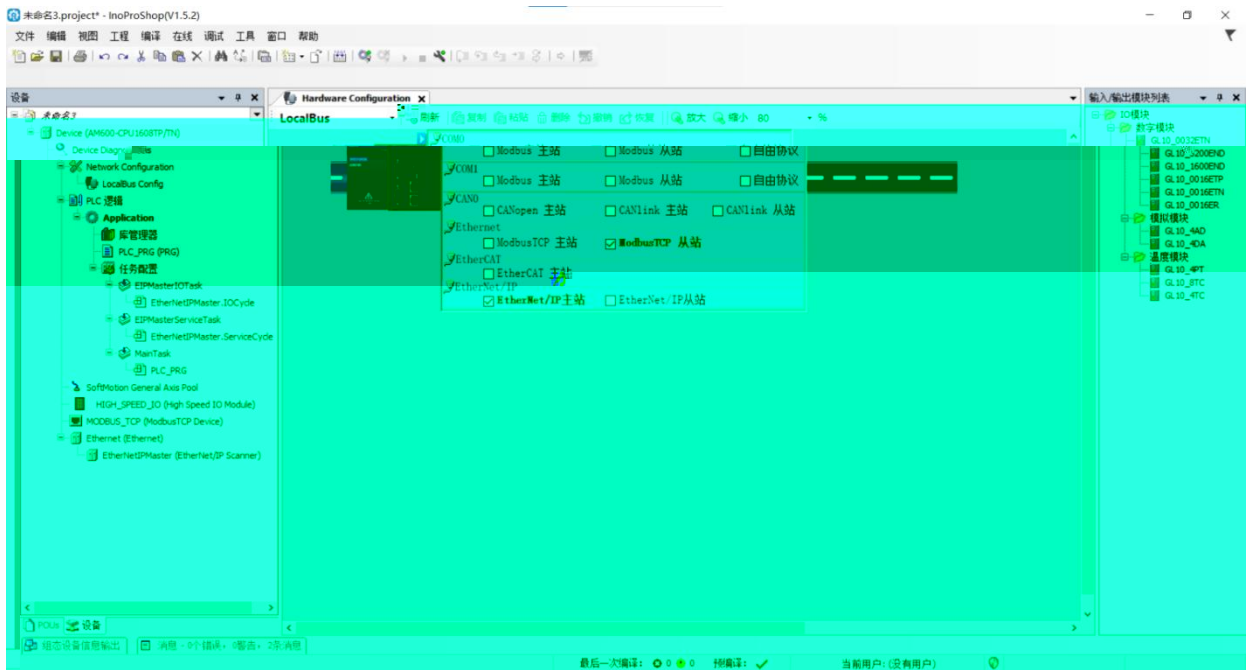 未命名3.project* - InoProShop(V1.5.2)
文件 编辑 视图 工程 编译 在线 调试 工具 窗口 帮助
设备
未命名3
Device (AM600-CPU1608TP/TN)
Device Diagnosis
Network Configuration
LocalBus Config
PLC 逻辑
Application
库管理器
PLC_PRG (PRG)
任务配置
EIPMasterIOTask
EtherNetIPMaster.IOCycle
EIPMasterServiceTask
EtherNetIPMaster.ServiceCycle
MainTask
PLC_PRG
SoftMotion General Axis Pool
HIGH_SPEED_IO (High Speed IO Module)
MODBUS_TCP (ModbusTCP Device)
Ethernet (Ethernet)
EtherNetIPMaster (EtherNet/IP Scanner)
POUs 设备
Hardware Configuration
LocalBus 刷新 复制 粘贴 删除 撤销 恢复 放大 缩小 80 %
COM0
Modbus 主站 Modbus 从站 自由协议
COM1
Modbus 主站 Modbus 从站 自由协议
CAN0
CANopen 主站 CANlink 主站 CANlink 从站
Ethernet
ModbusTCP 主站 ModbusTCP 从站
EtherCAT
EtherCAT 主站
EtherNet/IP
EtherNet/IP主站 EtherNet/IP从站
输入/输出模块列表
IO模块
数字模块
GL10_0032ETN
GL10_3200END
GL10_1600END
GL10_0016ETP
GL10_0016ETN
GL10_0016ER
模拟模块
GL10_4AD
GL10_4DA
温度模块
GL10_4PT
GL10_8TC
GL10_4TC
组态设备信息输出 消息 - 0个错误, 0警告, 2条消息
最后一次编译: 0 0 预编译: 当前用户: (没有用户)